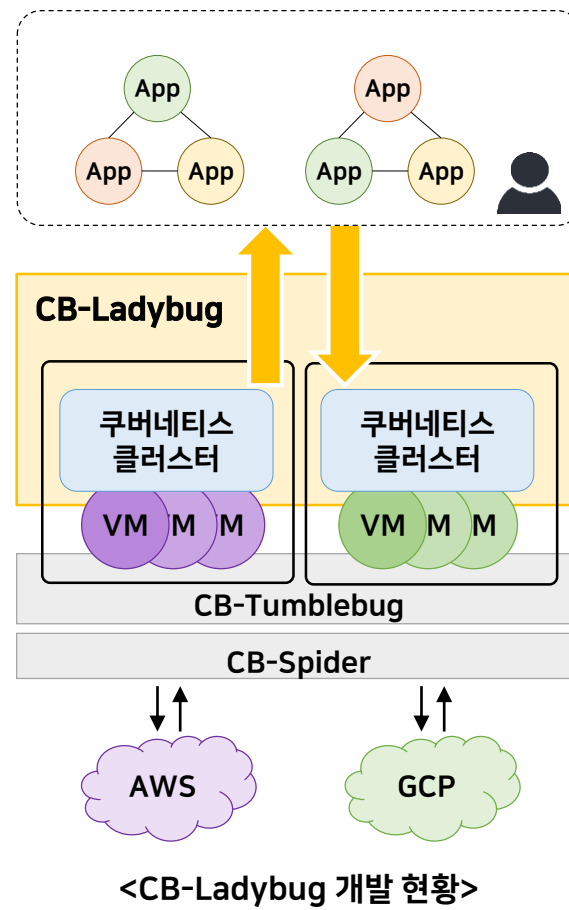 App
App
App
App
App
App
CB-Ladybug
쿠버네티스
클러스터
쿠버네티스
클러스터
VM
M
M
VM
M
M
CB-Tumblebug
CB-Spider
AWS
GCP
<CB-Ladybug 개발 현황>